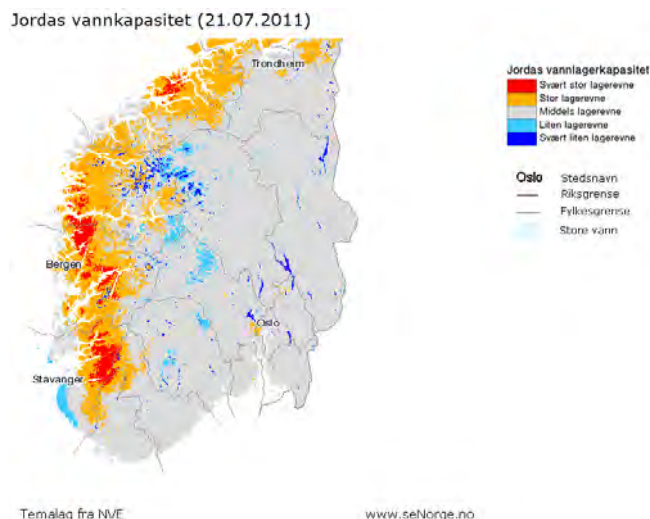 Jordas vannkapasitet (21.07.2011)
Trondheim
Bergen
Oslo
Stavanger
Jordas vannlagerkapasitet
Svært stor lagerevne
Stor lagerevne
Middels lagerevne
Liten lagerevne
Svært liten lagerevne
Oslo Stedsnavn
Riksgrense
Fylkesgrense
Store vann
Temalag fra NVE
www.seNorge.no